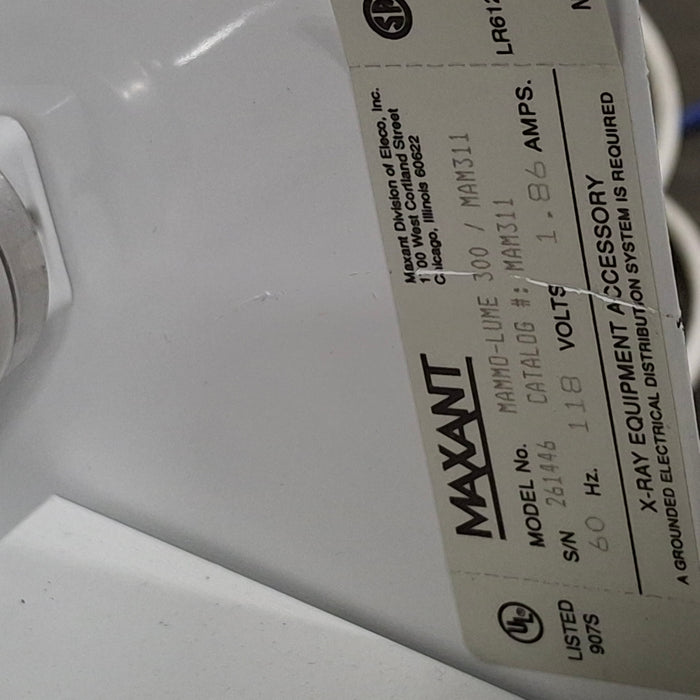 MAXANT
Maxant Division of Eleco, Inc.
00 West Cortland Street
Chicago, Illinois 60622
MODEL No. MAMMO-LUME 300 / MAM311
S/N 261446 CATALOG #: MAM311
60 Hz. 118 VOLTS 1.86 AMPS.
X-RAY EQUIPMENT ACCESSORY
A GROUNDED ELECTRICAL DISTRIBUTION SYSTEM IS REQUIRED
UL
LISTED
907S
LR612